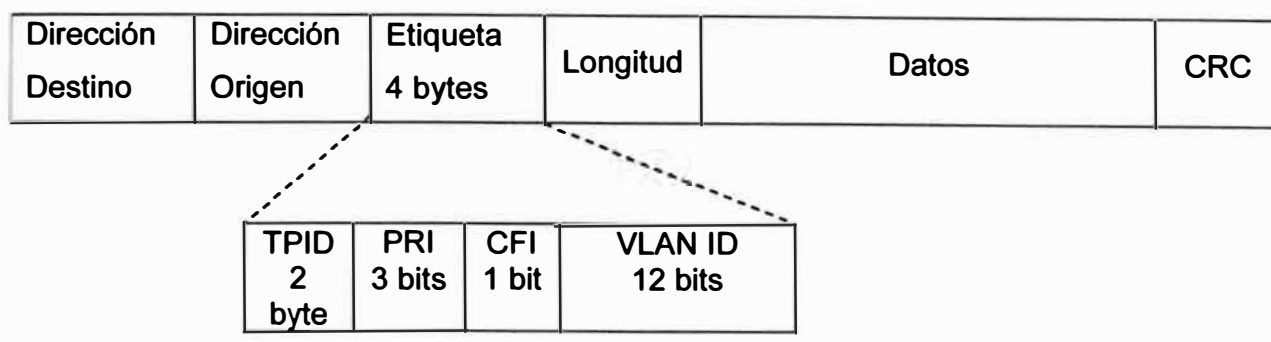 Dirección
Destino
Dirección
Origen
Etiqueta
4 bytes
Longitud
Datos
CRC
TPID
2
byte
PRI
3 bits
CFI
1 bit
VLAN ID
12 bits